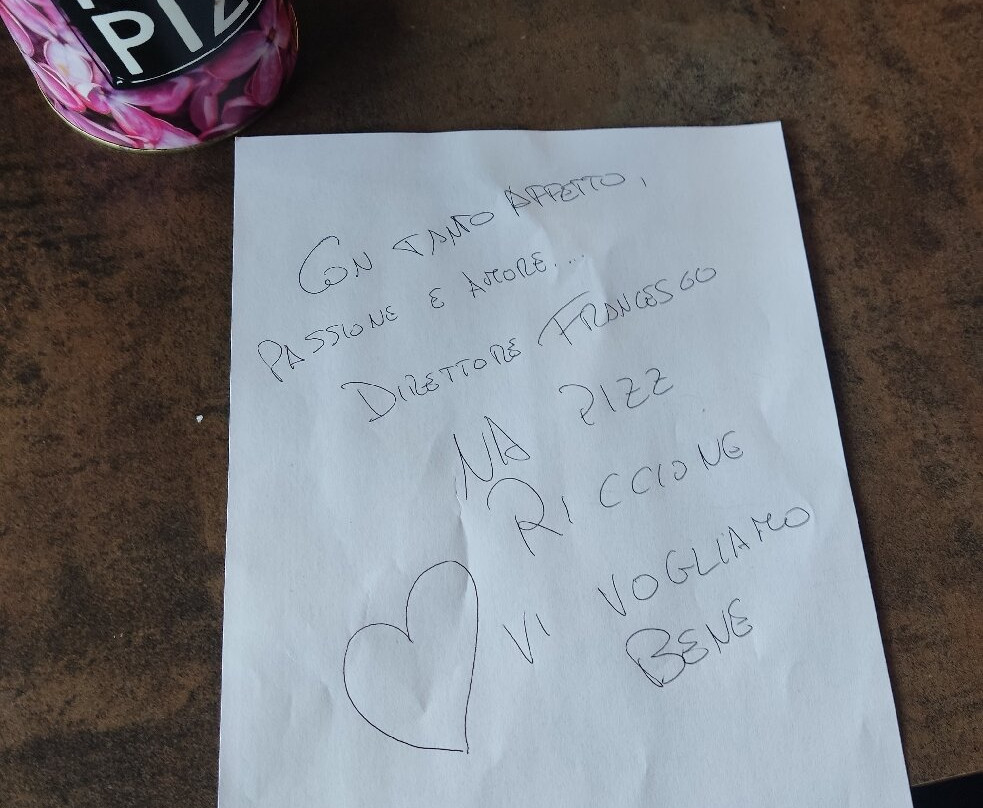 PIZ
CON TANTO AFFETTO,
PASSIONE E AMORE....
DIRETTORE FRANCESCO
NA PIZZ
RICCIONE
VI VOGLIAMO
BENE